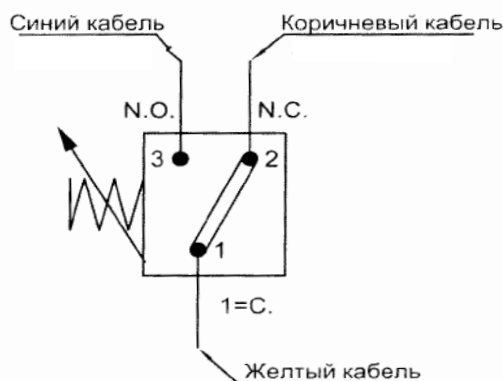 Синий кабель
Коричневый кабель
N.O.
N.C.
3
2
1
1=C.
Желтый кабель